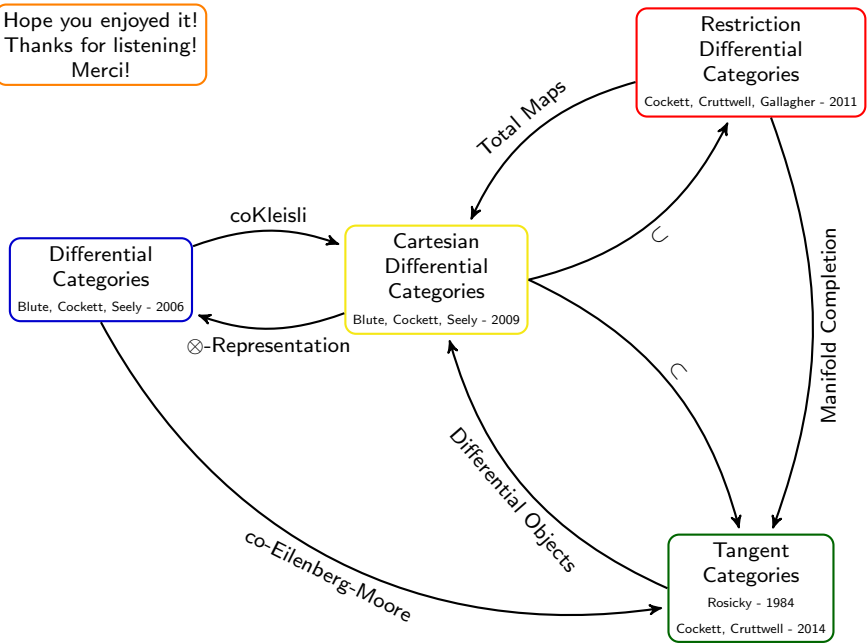 Hope you enjoyed it!
Thanks for listening!
Merci!
Restriction
Differential
Categories
Cockett, Cruttwell, Gallagher - 2011
Total Maps
coKleisli
Cartesian
Differential
Categories
Blute, Cockett, Seely - 2009
Differential
Categories
Blute, Cockett, Seely - 2006
⊗-Representation
⊂
⊂
Manifold Completion
Differential Objects
co-Eilenberg-Moore
Tangent
Categories
Rosicky - 1984
Cockett, Cruttwell - 2014